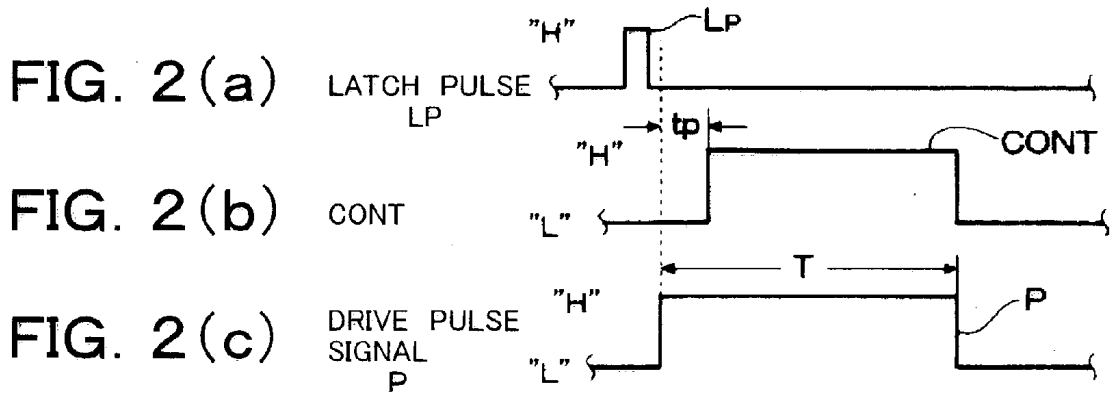 FIG. 2(a)
LATCH PULSE
LP
"H"
LP
FIG. 2(b)
CONT
"H"
"L"
tp
CONT
FIG. 2(c)
DRIVE PULSE
SIGNAL
P
"H"
"L"
T
P